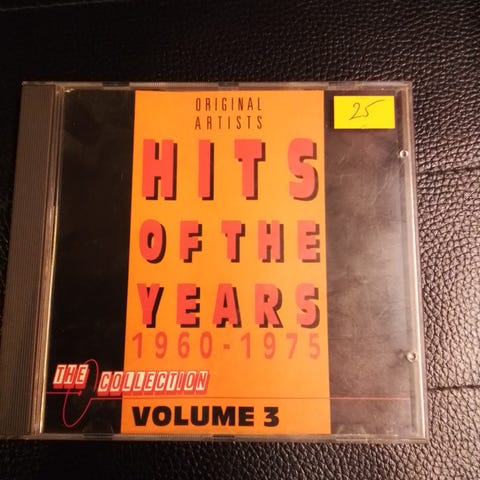 ORIGINAL
ARTISTS
25
HITS
OF THE
YEARS
1960-1975
THE COLLECTION
VOLUME 3